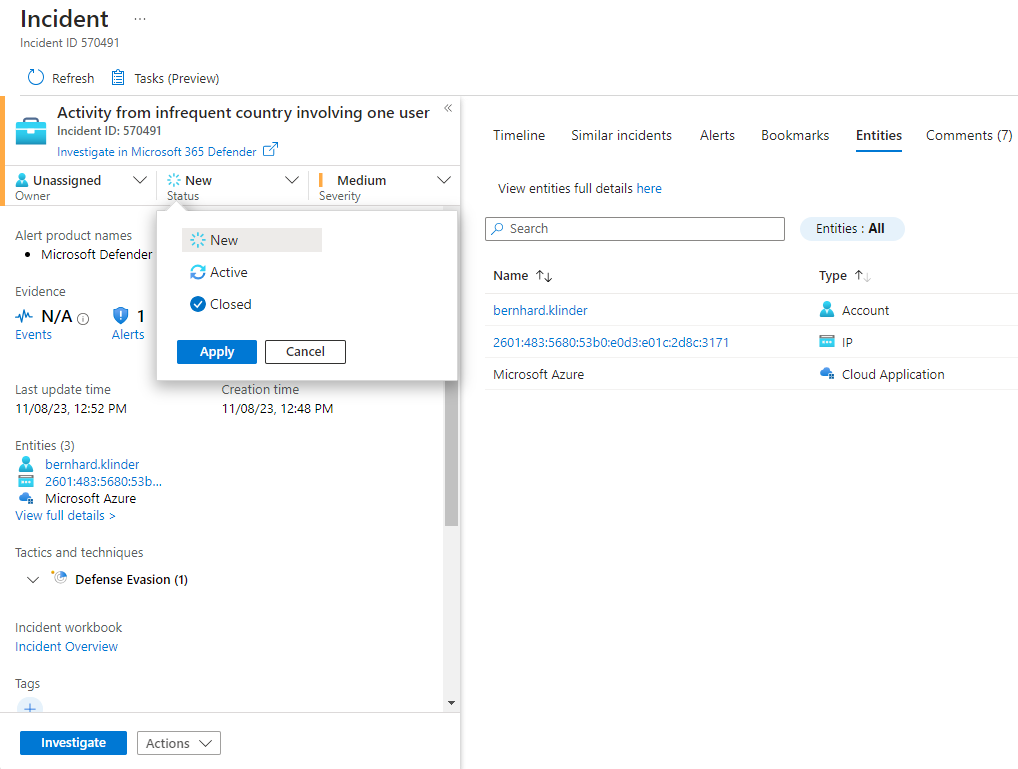 Incident ...
Incident ID 570491
Refresh Tasks (Preview)
Activity from infrequent country involving one user
Incident ID: 570491
Investigate in Microsoft 365 Defender
Unassigned
Owner
New
Status
Medium
Severity
New
Active
Closed
Apply Cancel
Alert product names
• Microsoft Defender
Evidence
N/A
Events
1
Alerts
Last update time
11/08/23, 12:52 PM
Creation time
11/08/23, 12:48 PM
Entities (3)
bernhard.klinder
2601:483:5680:53b...
Microsoft Azure
View full details >
Tactics and techniques
Defense Evasion (1)
Incident workbook
Incident Overview
Tags
Investigate Actions
Timeline Similar incidents Alerts Bookmarks Entities Comments (7)
View entities full details here
Search Entities : All
Name Type
bernhard.klinder Account
2601:483:5680:53b0:e0d3:e01c:2d8c:3171 IP
Microsoft Azure Cloud Application